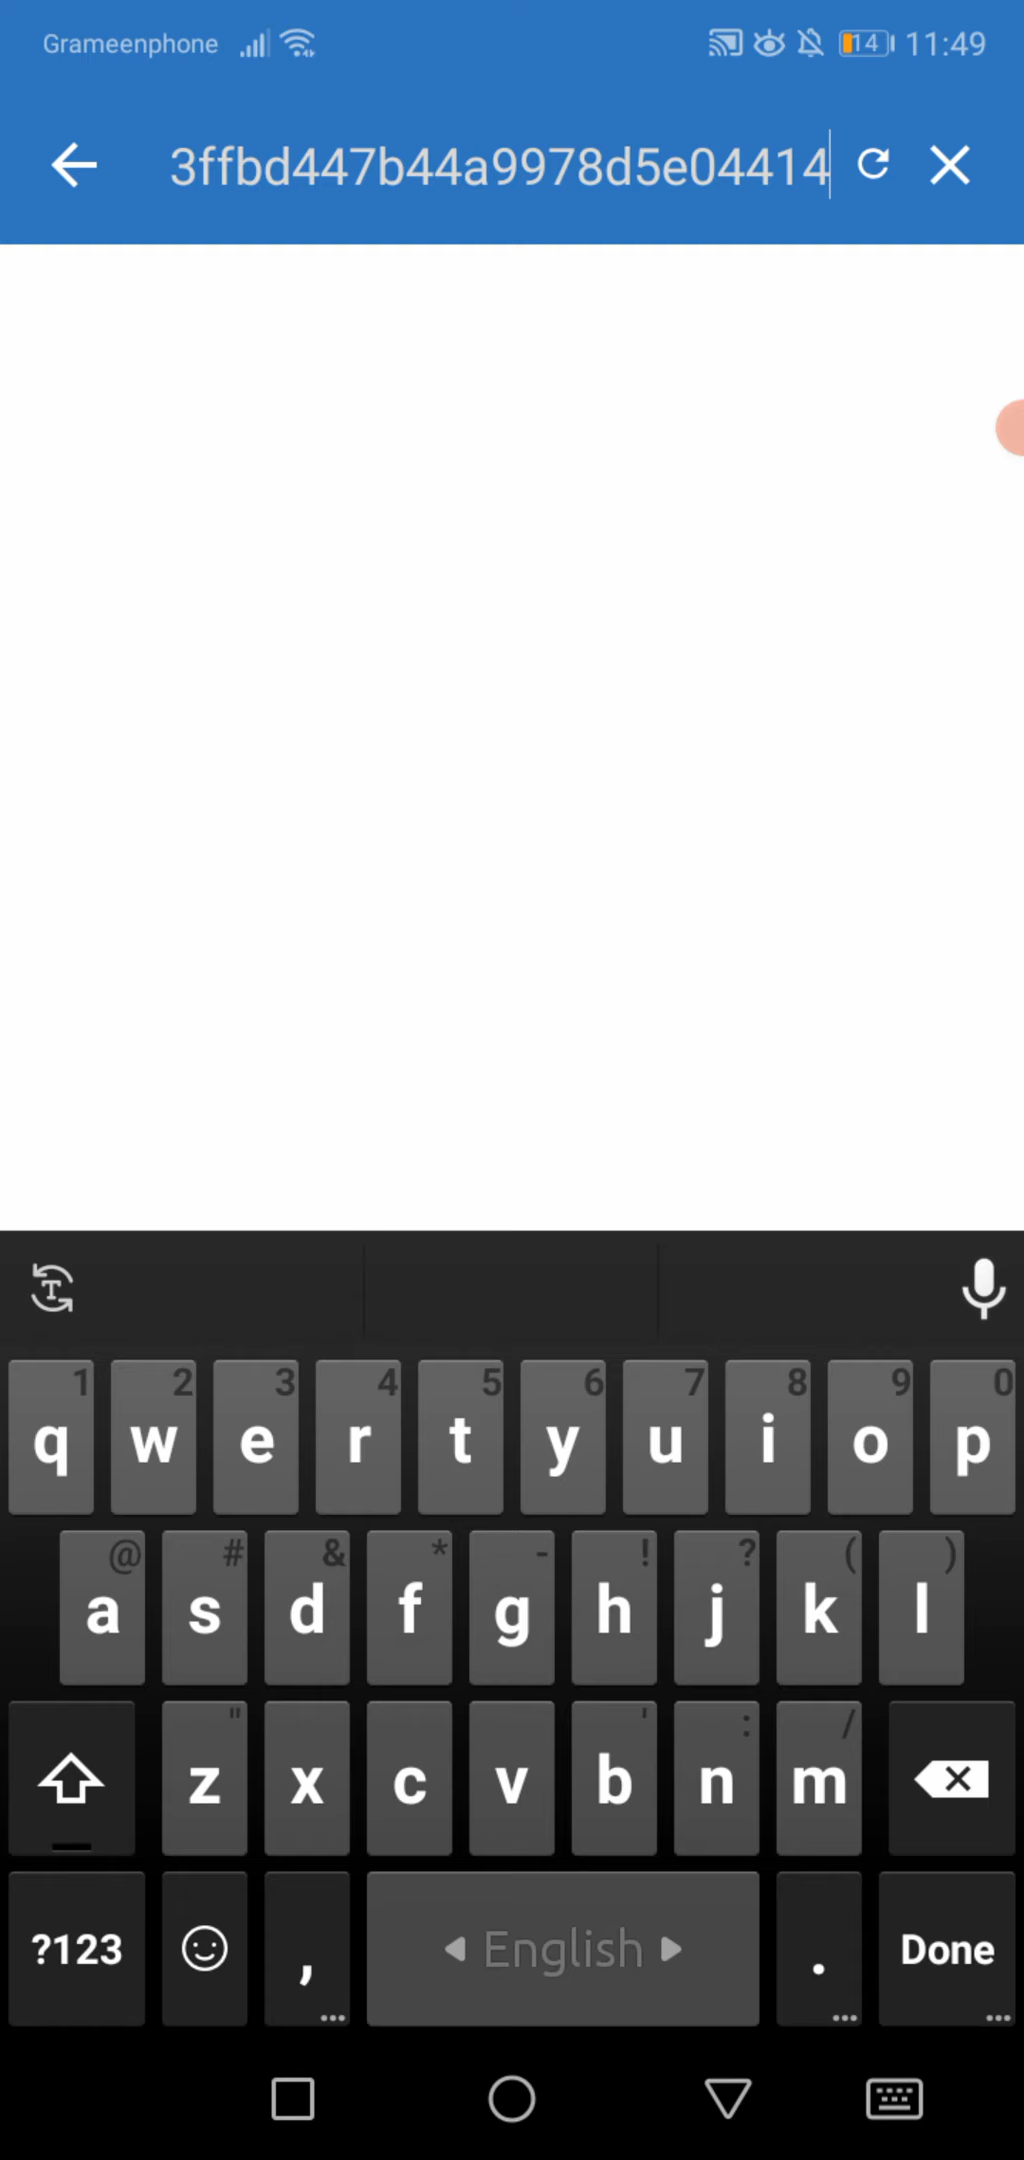 Grameenphone 14 11:49
3ffbd447b44a9978d5e04414
1 2 3 4 5 6 7 8 9 0
q w e r t y u i o p
@ # & * - ! ? ( )
a s d f g h j k l
" ' : /
z x c v b n m
?123 , English . Done